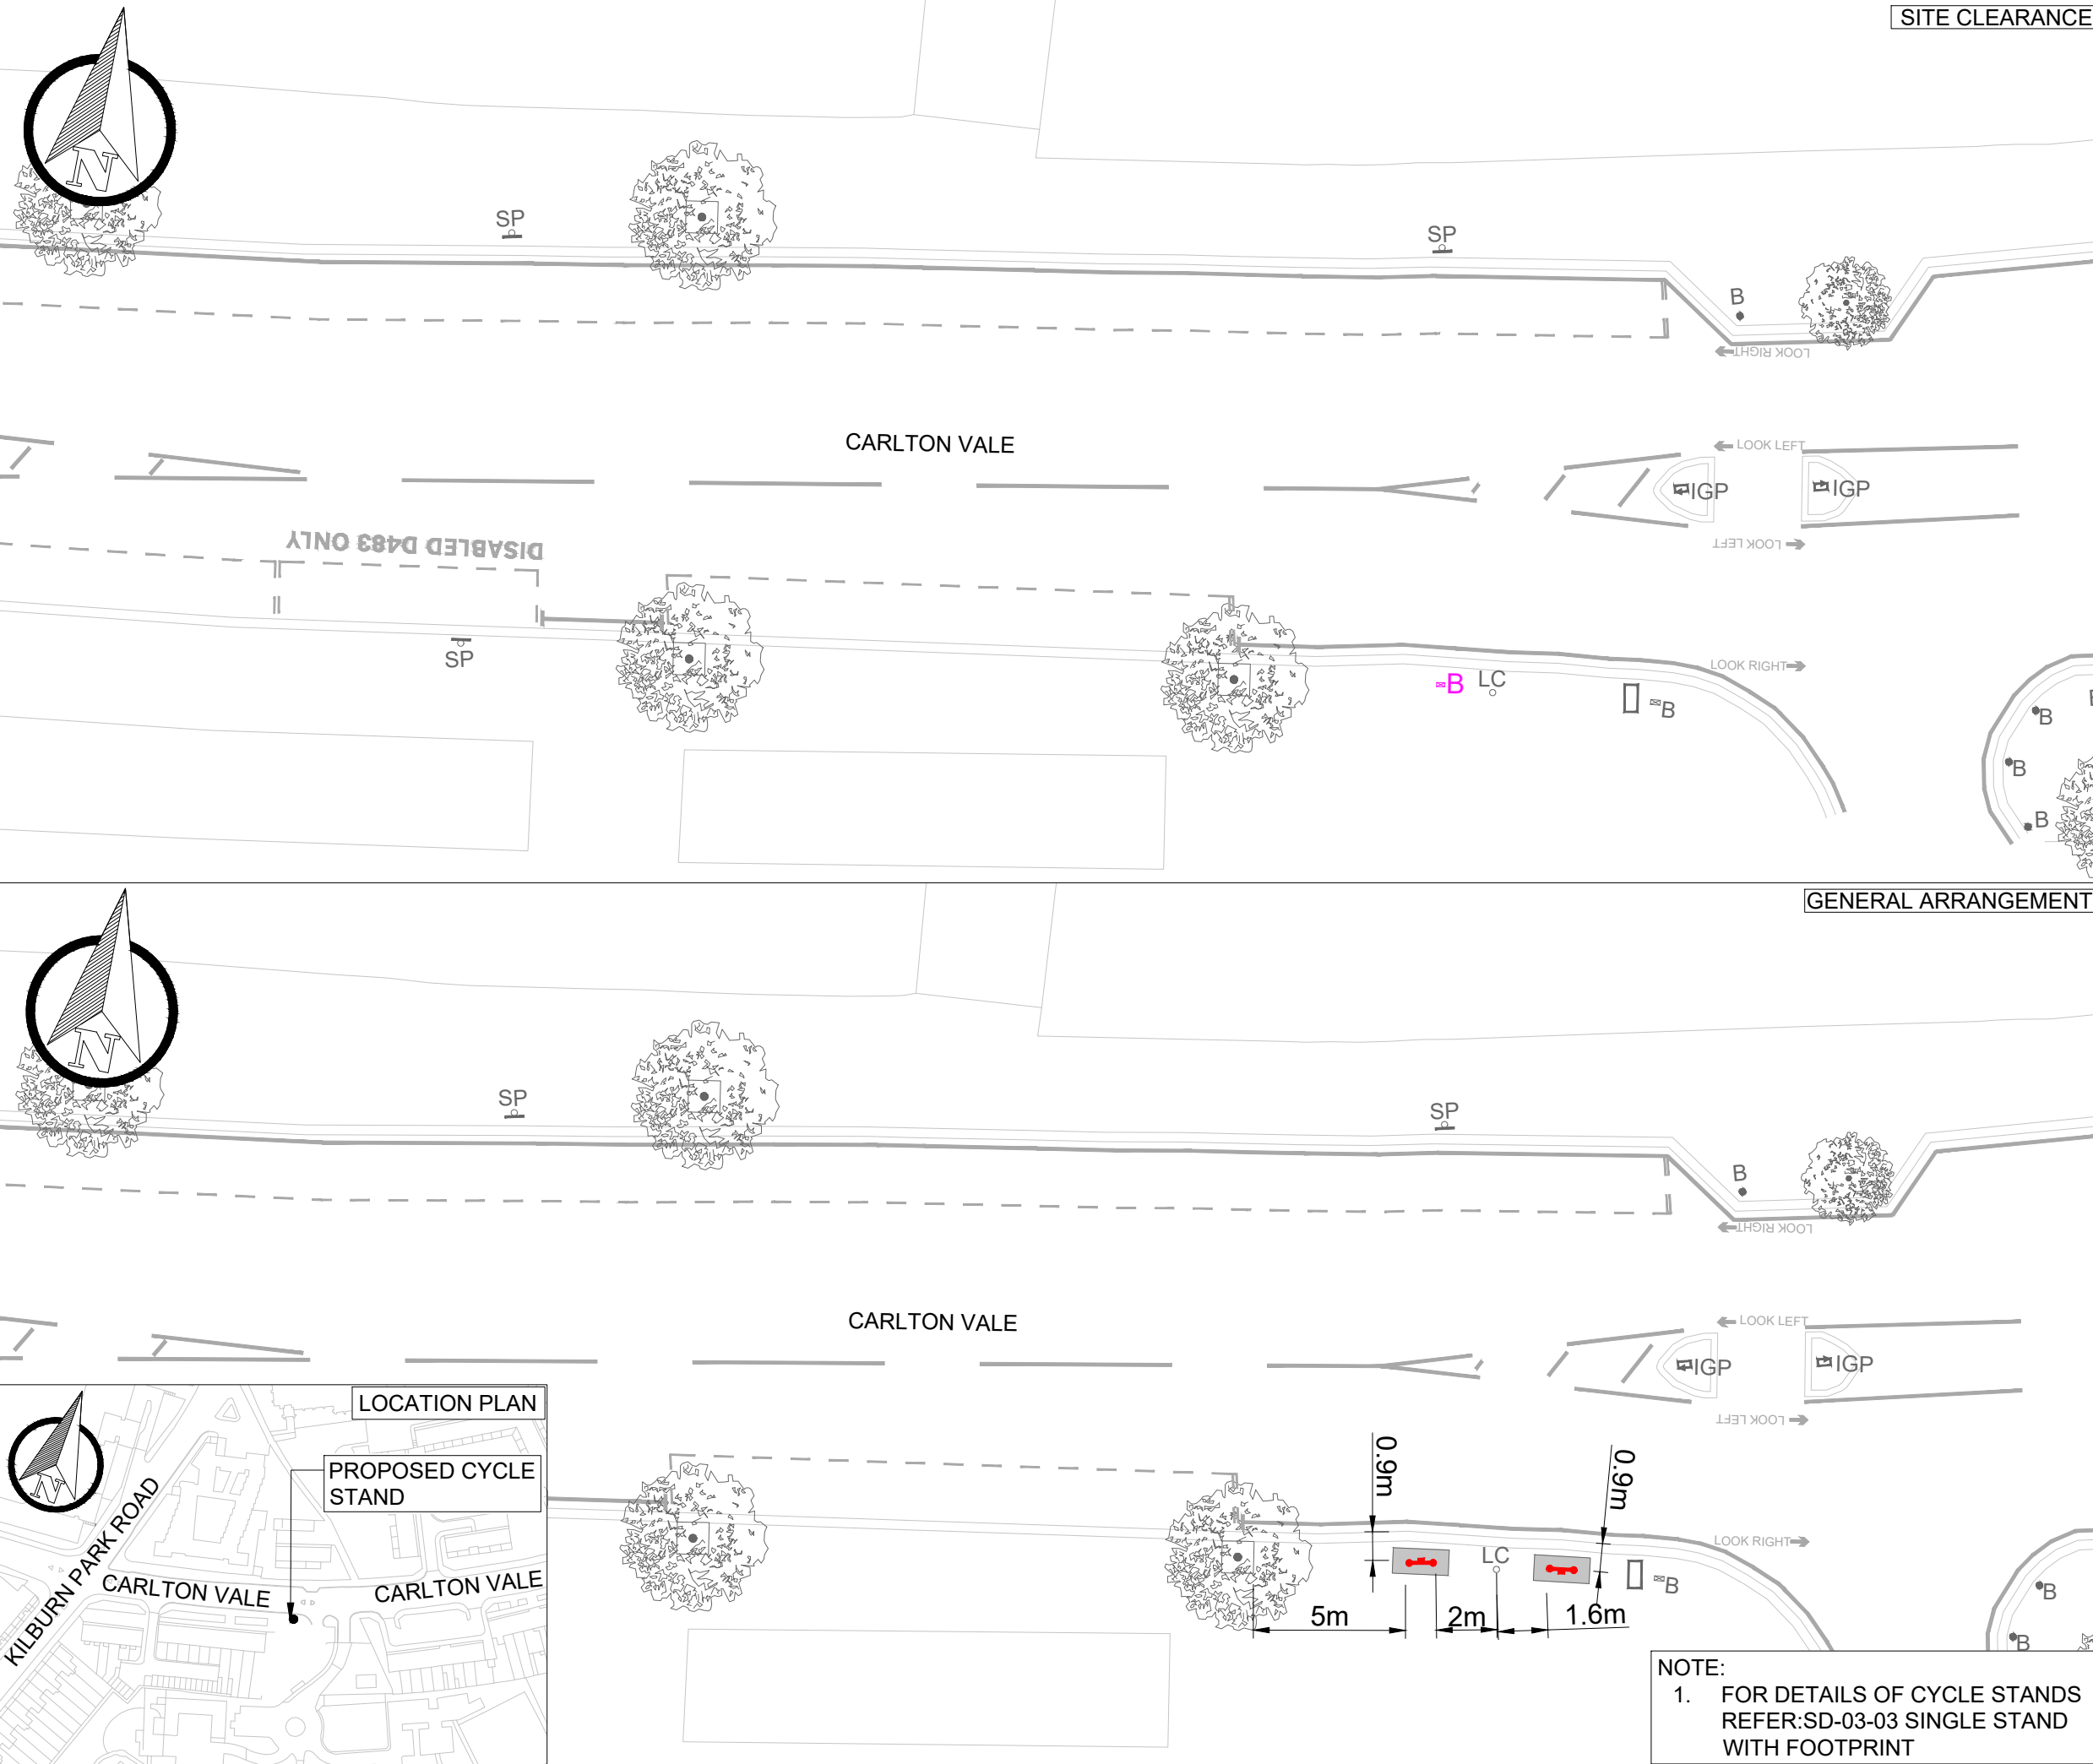 SITE CLEARANCE
N
SP
SP
B
LOOK RIGHT
CARLTON VALE
LOOK LEFT
IGP
IGP
LOOK LEFT
DISABLED D483 ONLY
SP
LOOK RIGHT
B
LC
B
B
B
B
GENERAL ARRANGEMENT
N
SP
SP
B
LOOK RIGHT
CARLTON VALE
LOOK LEFT
IGP
IGP
LOOK LEFT
LOCATION PLAN
N
PROPOSED CYCLE
STAND
KILBURN PARK ROAD
CARLTON VALE
CARLTON VALE
0.9m
0.9m
LOOK RIGHT
LC
B
B
B
5m
2m
1.6m
NOTE:
1. FOR DETAILS OF CYCLE STANDS
REFER:SD-03-03 SINGLE STAND
WITH FOOTPRINT